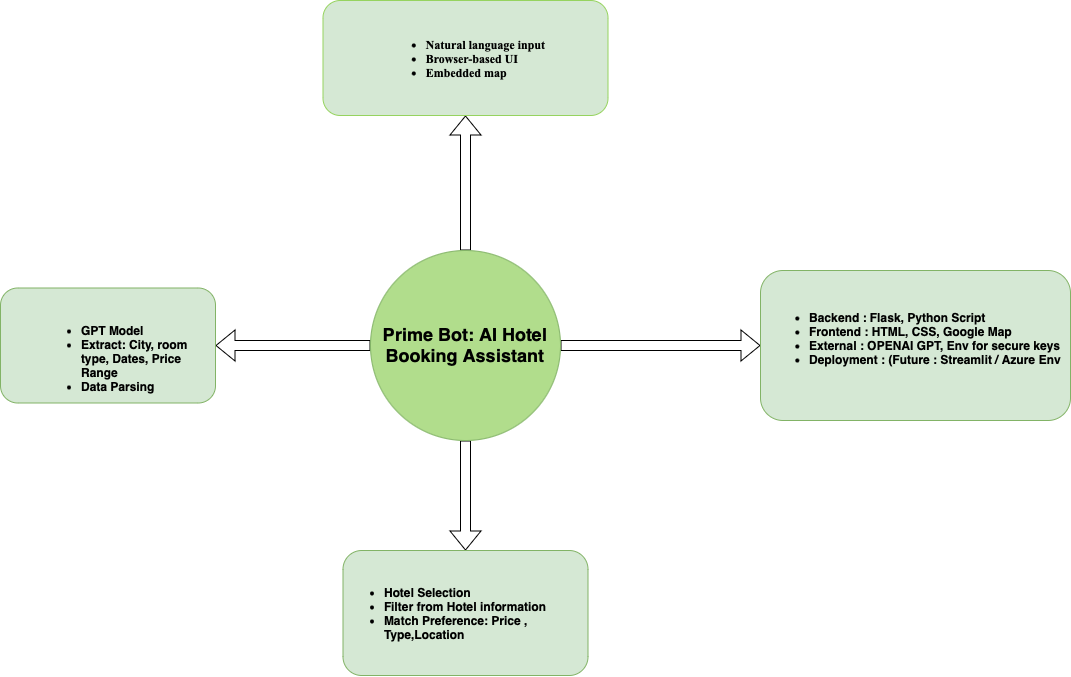 • Natural language input
• Browser-based UI
• Embedded map
• GPT Model
• Extract: City, room
type, Dates, Price
Range
• Data Parsing
Prime Bot: AI Hotel
Booking Assistant
• Backend : Flask, Python Script
• Frontend : HTML, CSS, Google Map
• External : OPENAI GPT, Env for secure keys
• Deployment : (Future : Streamlit / Azure Env
• Hotel Selection
• Filter from Hotel information
• Match Preference: Price ,
Type,Location